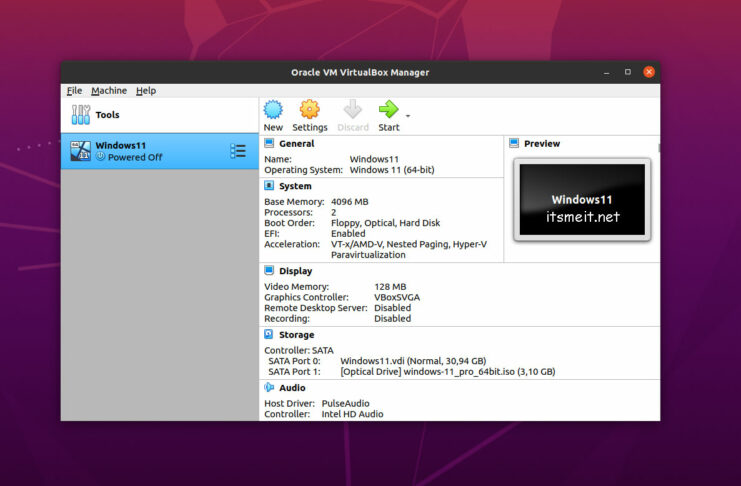 Oracle VM VirtualBox Manager
File Machine Help
Tools
New Settings Discard Start
Windows11
Powered Off
General
Name: Windows11
Operating System: Windows 11 (64-bit)
System
Base Memory: 4096 MB
Processors: 2
Boot Order: Floppy, Optical, Hard Disk
EFI: Enabled
Acceleration: VT-x/AMD-V, Nested Paging, Hyper-V
Paravirtualization
Preview
Windows11
itsmeit.net
Display
Video Memory: 128 MB
Graphics Controller: VBoxSVGA
Remote Desktop Server: Disabled
Recording: Disabled
Storage
Controller: SATA
SATA Port 0: Windows11.vdi (Normal, 30,94 GB)
SATA Port 1: [Optical Drive] windows-11_pro_64bit.iso (3,10 GB)
Audio
Host Driver: PulseAudio
Controller: Intel HD Audio